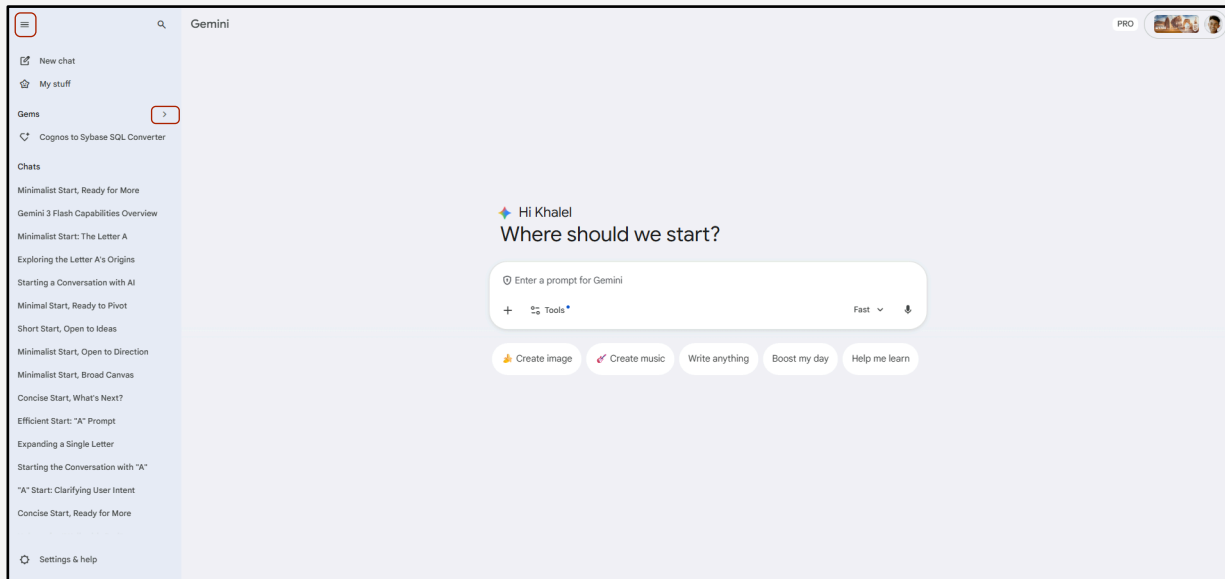 Gemini
PRO
New chat
My stuff
Gems
Cognos to Sybase SQL Converter
Chats
Minimalist Start, Ready for More
Gemini 3 Flash Capabilities Overview
Minimalist Start: The Letter A
Exploring the Letter A's Origins
Starting a Conversation with AI
Minimal Start, Ready to Pivot
Short Start, Open to Ideas
Minimalist Start, Open to Direction
Minimalist Start, Broad Canvas
Concise Start, What's Next?
Efficient Start: "A" Prompt
Expanding a Single Letter
Starting the Conversation with "A"
"A" Start: Clarifying User Intent
Concise Start, Ready for More
Settings & help
Hi Khalel
Where should we start?
Enter a prompt for Gemini
Tools
Fast
Create image
Create music
Write anything
Boost my day
Help me learn